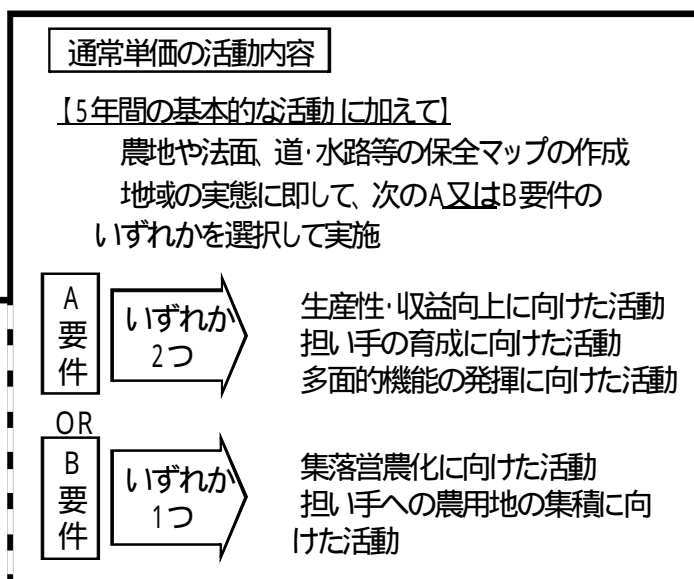 通常単価の活動内容
【5年間の基本的な活動に加えて】
農地や法面、道・水路等の保全マップの作成
地域の実態に即して、次のA又はB要件の
いずれかを選択して実施
A要件
いずれか
2つ
生産性・収益向上に向けた活動
担い手の育成に向けた活動
多面的機能の発揮に向けた活動
OR
B要件
いずれか
1つ
集落営農化に向けた活動
担い手への農用地の集積に向
けた活動